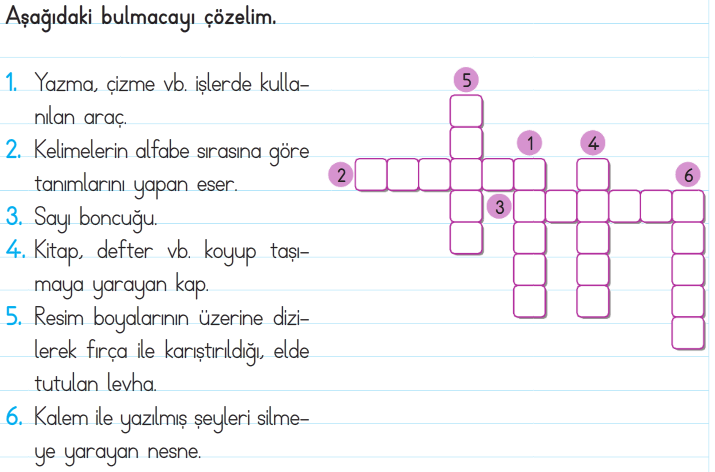 Aşağıdaki bulmacayı çözelim.
1. Yazma, çizme vb. işlerde kulla-
nılan araç.
2. Kelimelerin alfabe sırasına göre
tanımlarını yapan eser.
3. Sayı boncuğu.
4. Kitap, defter vb. koyup taşı-
maya yarayan kap.
5. Resim boyalarının üzerine dizi-
lerek fırça ile karıştırıldığı, elde
tutulan levha.
6. Kalem ile yazılmış şeyleri silme-
ye yarayan nesne.
5
1
4
2
6
3